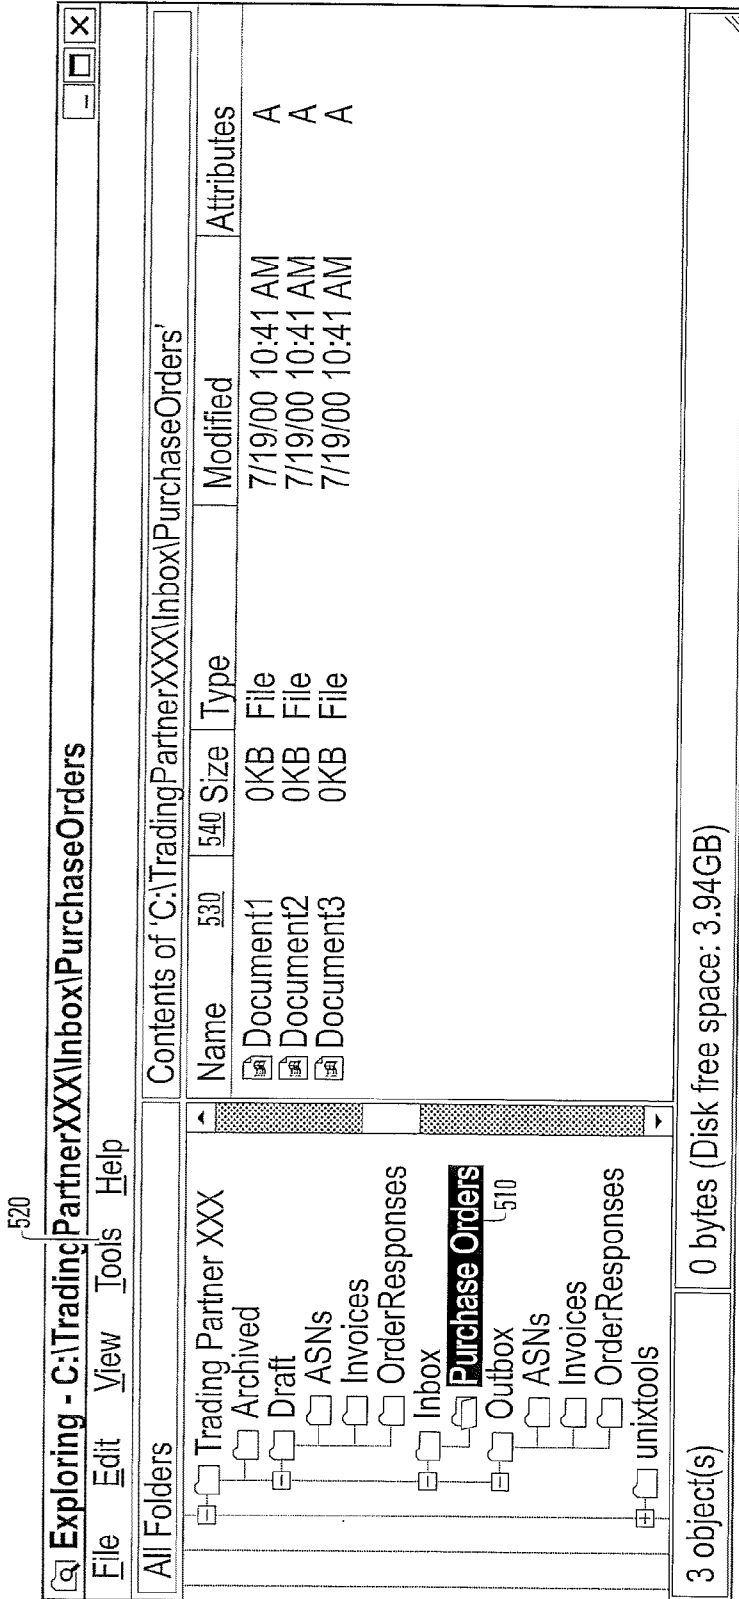 520
Exploring - C:\TradingPartnerXXX\Inbox\PurchaseOrders
File Edit View Tools Help
All Folders
Contents of 'C:\TradingPartnerXXX\Inbox\PurchaseOrders'
Name 530 540 Size Type Modified Attributes
Document1 0KB File 7/19/00 10:41 AM A
Document2 0KB File 7/19/00 10:41 AM A
Document3 0KB File 7/19/00 10:41 AM A
Trading Partner XXX
Archived
Draft
ASNs
Invoices
OrderResponses
Inbox
Purchase Orders
510
Outbox
ASNs
Invoices
OrderResponses
unixtools
3 object(s)
0 bytes (Disk free space: 3.94GB)